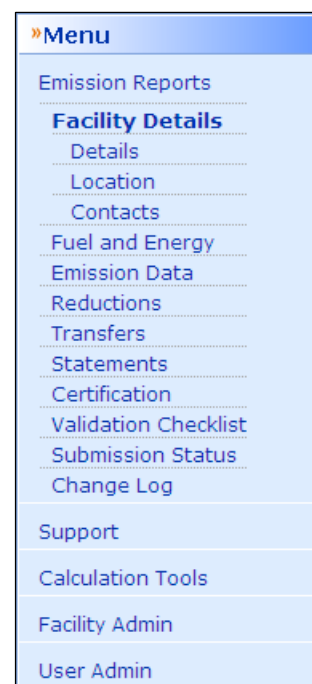 »Menu
Emission Reports
Facility Details
Details
Location
Contacts
Fuel and Energy
Emission Data
Reductions
Transfers
Statements
Certification
Validation Checklist
Submission Status
Change Log
Support
Calculation Tools
Facility Admin
User Admin